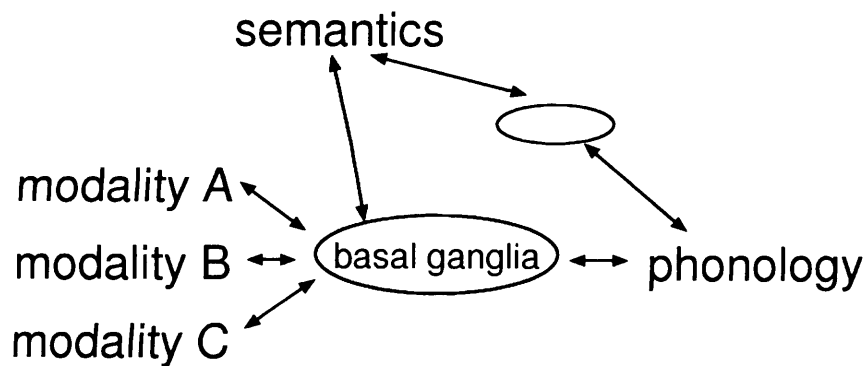 semantics
modality A
modality B
basal ganglia
phonology
modality C